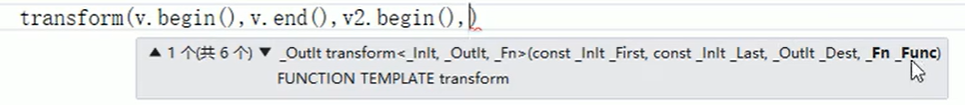 transform(v.begin(),v.end(),v2.begin(),)
▲ 1 个(共 6 个) ▼ _OutIt transform<_InIt, _OutIt, _Fn>(const _InIt _First, const _InIt _Last, _OutIt _Dest, _Fn _Func)
FUNCTION TEMPLATE transform